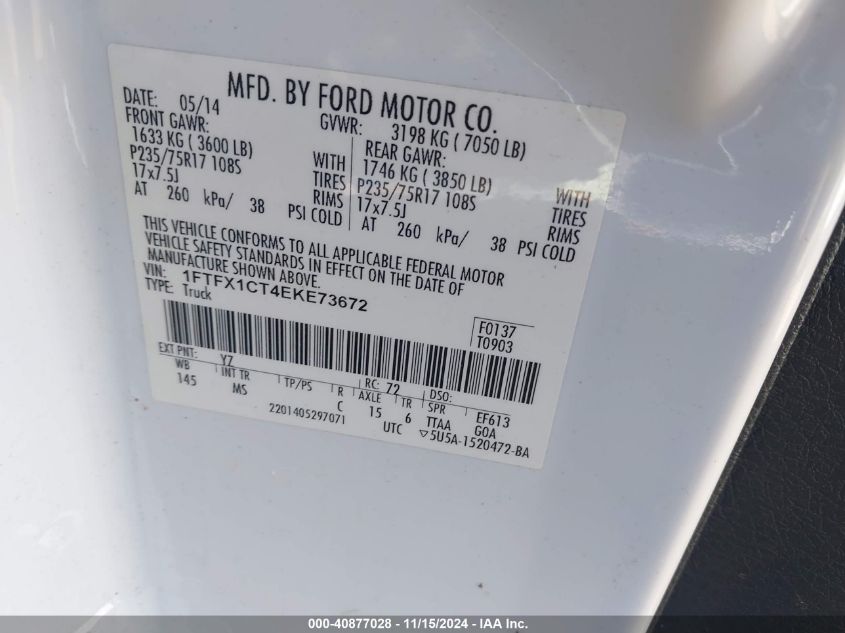 MFD. BY FORD MOTOR CO.
DATE: 05/14 GVWR: 3198 KG ( 7050 LB)
FRONT GAWR: REAR GAWR:
1633 KG ( 3600 LB) 1746 KG ( 3850 LB)
P235/75R17 108S WITH TIRES P235/75R17 108S WITH TIRES
17x7.5J RIMS 17x7.5J RIMS
AT 260 kPa/ 38 PSI COLD AT 260 kPa/ 38 PSI COLD
THIS VEHICLE CONFORMS TO ALL APPLICABLE FEDERAL MOTOR
VEHICLE SAFETY STANDARDS IN EFFECT ON THE DATE OF
MANUFACTURE SHOWN ABOVE.
VIN: 1FTFX1CT4EKE73672
TYPE: Truck
F0137
T0903
EXT PNT: YZ RC: 72 DSO:
WB INT TR TP/PS R AXLE TR SPR EF613
145 MS C 15 6 TTAA GOA
2201405297071 UTC ▽5U5A-1520472-BA
000-40877028 - 11/15/2024 - IAA Inc.